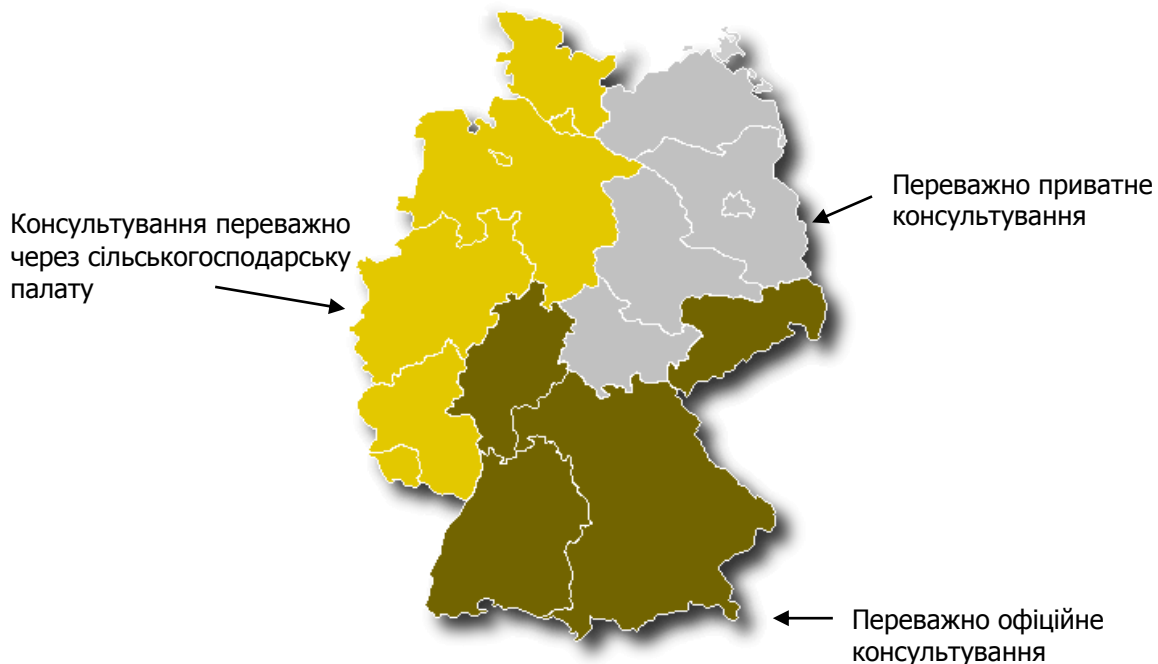 Переважно приватне
консультування
Консультування переважно
через сільськогосподарську
палату
Переважно офіційне
консультування